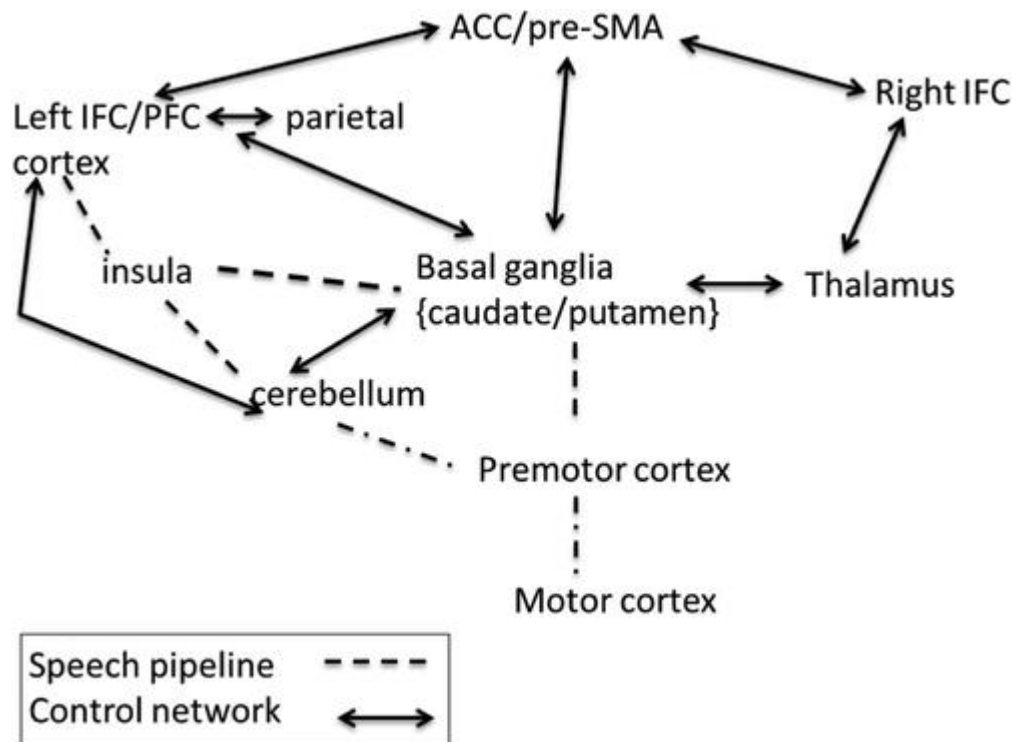 ACC/pre-SMA
Right IFC
Left IFC/PFC
cortex
parietal
insula
Basal ganglia
{caudate/putamen}
Thalamus
cerebellum
Premotor cortex
Motor cortex
Speech pipeline
Control network